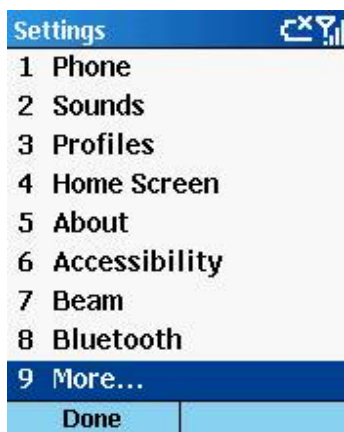 Settings
1 Phone
2 Sounds
3 Profiles
4 Home Screen
5 About
6 Accessibility
7 Beam
8 Bluetooth
9 More...
Done